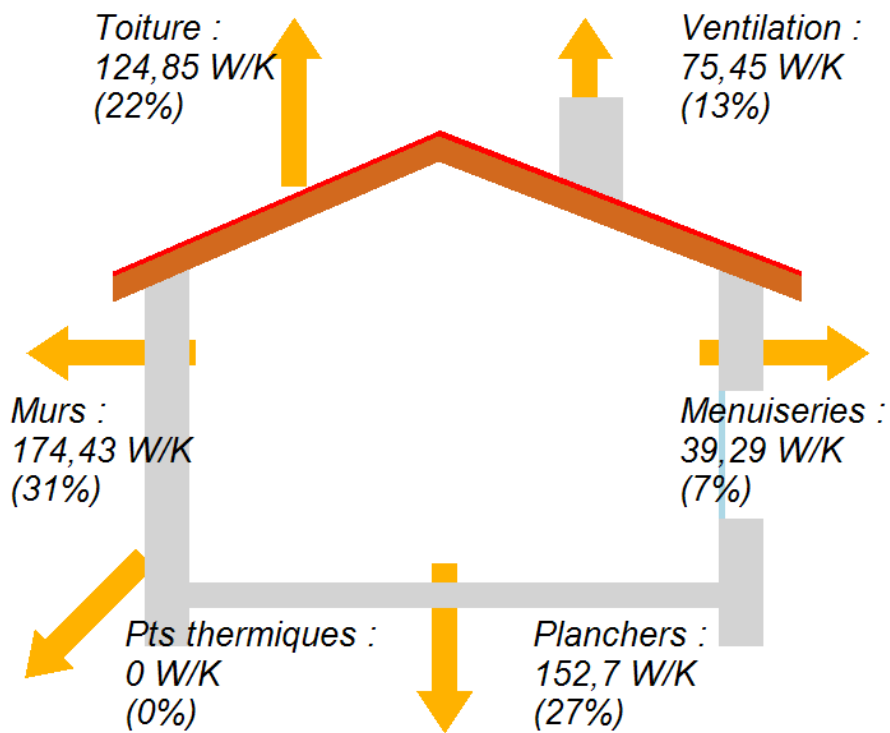 Toiture :
124,85 W/K
(22%)
Ventilation :
75,45 W/K
(13%)
Murs :
174,43 W/K
(31%)
Menuiseries :
39,29 W/K
(7%)
Pts thermiques :
0 W/K
(0%)
Planchers :
152,7 W/K
(27%)